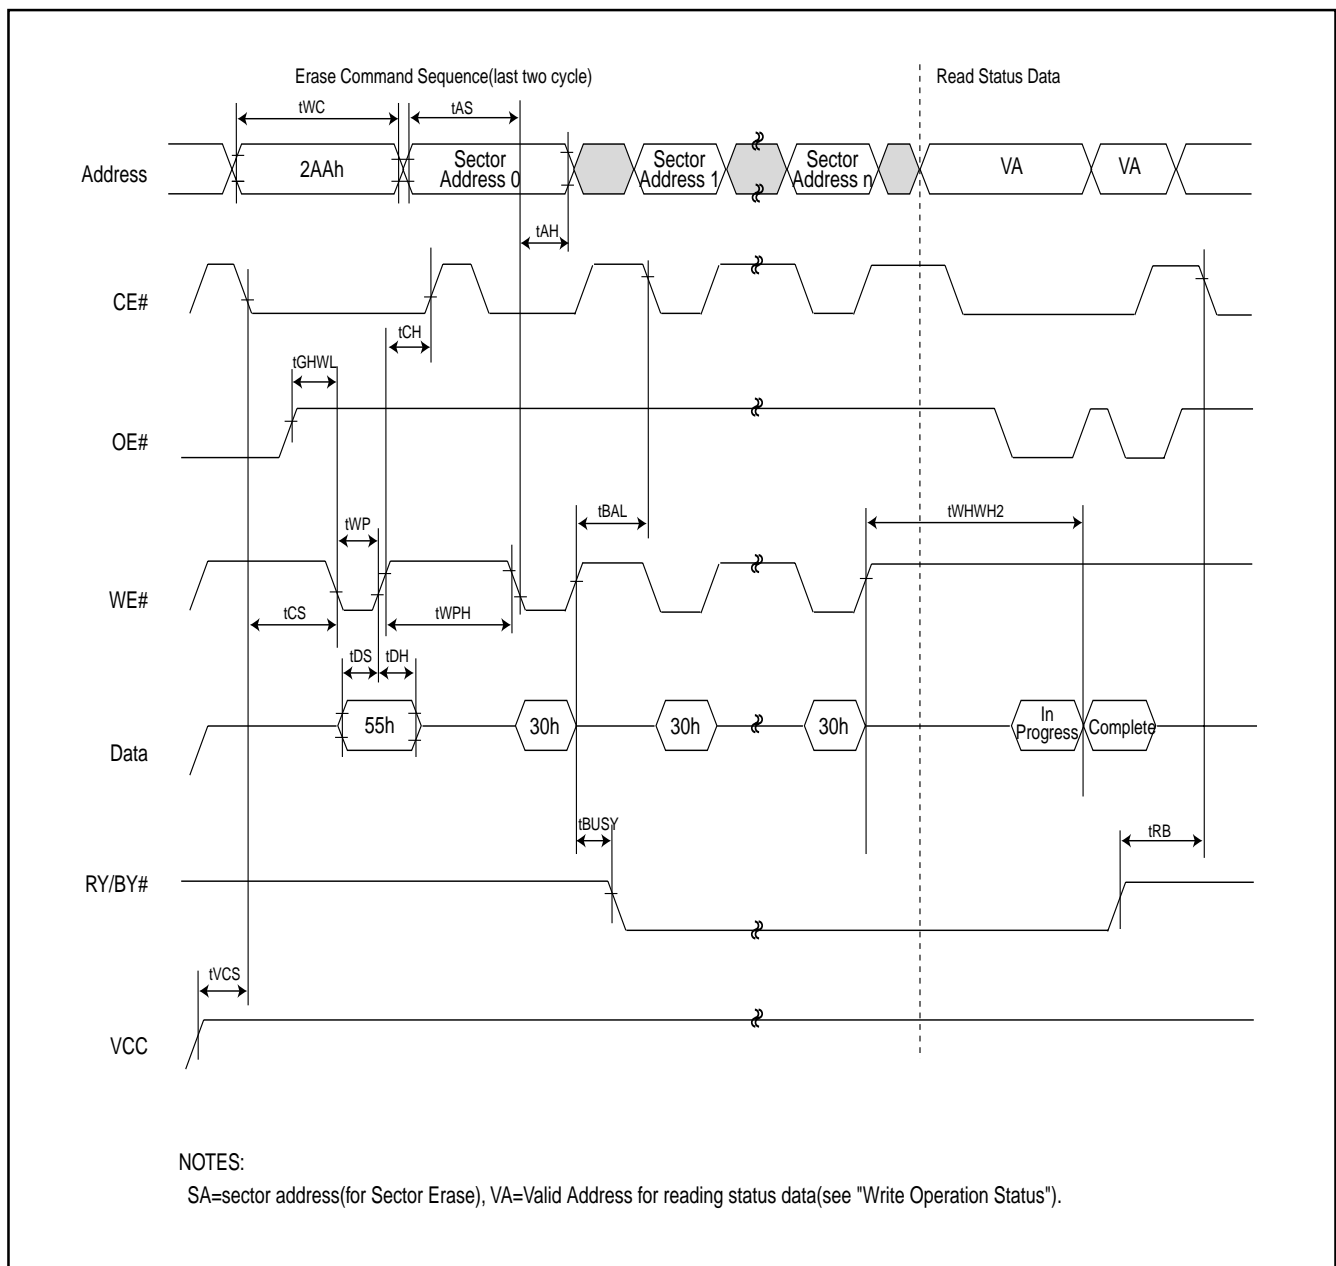 Erase Command Sequence(last two cycle)
Read Status Data
tWC
tAS
Address
2AAh
Sector
Address 0
Sector
Address 1
Sector
Address n
VA
VA
tAH
CE#
tCH
tGHWL
OE#
tWP
tBAL
tWHWH2
WE#
tCS
tWPH
tDS
tDH
Data
55h
30h
30h
30h
In
Progress
Complete
tBUSY
tRB
RY/BY#
tVCS
VCC
NOTES:
SA=sector address(for Sector Erase), VA=Valid Address for reading status data(see "Write Operation Status").